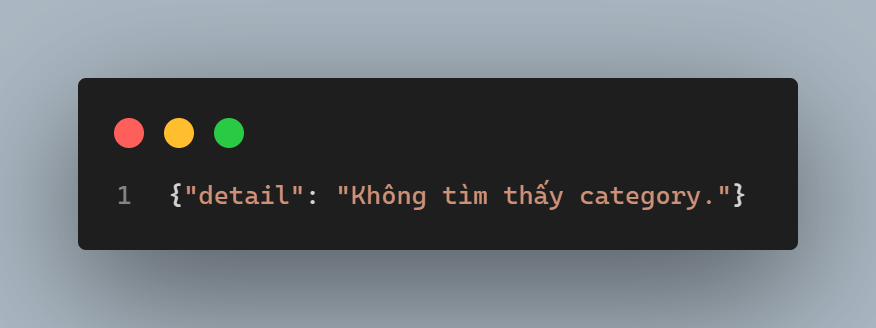 1 {"detail": "Không tìm thấy category."}